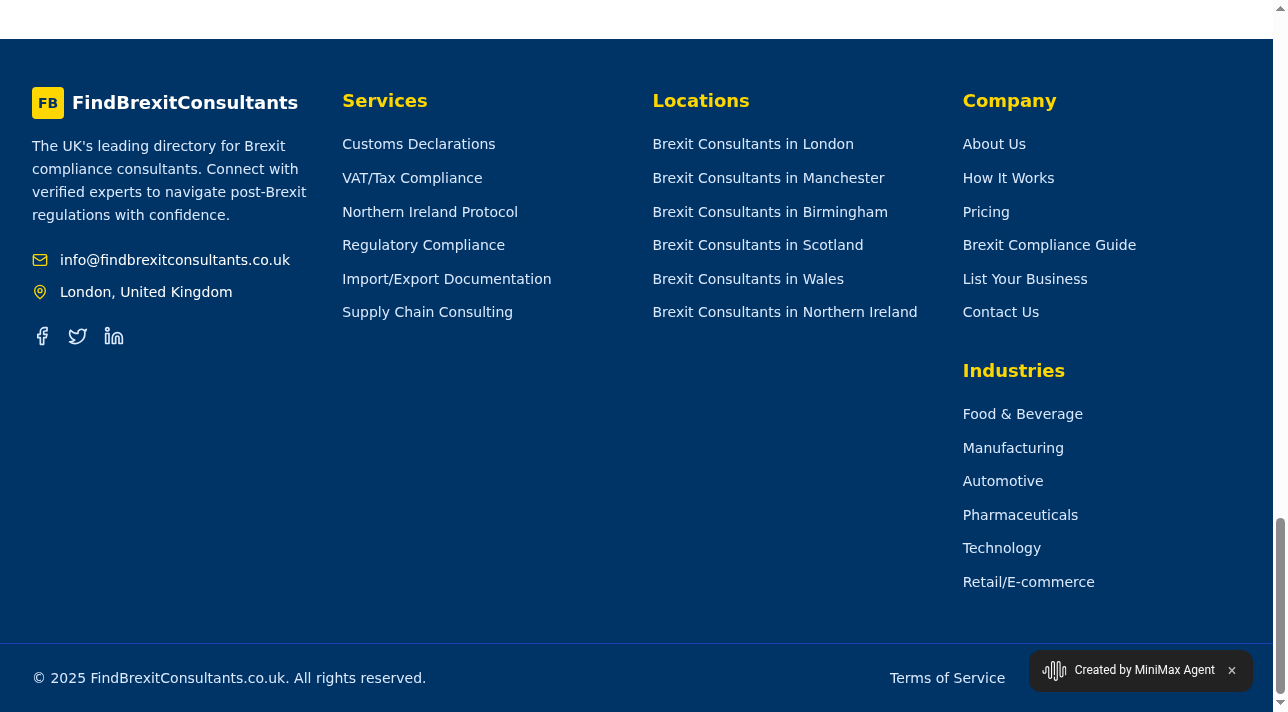 FB FindBrexitConsultants
The UK's leading directory for Brexit
compliance consultants. Connect with
verified experts to navigate post-Brexit
regulations with confidence.
info@findbrexitconsultants.co.uk
London, United Kingdom
Services
Customs Declarations
VAT/Tax Compliance
Northern Ireland Protocol
Regulatory Compliance
Import/Export Documentation
Supply Chain Consulting
Locations
Brexit Consultants in London
Brexit Consultants in Manchester
Brexit Consultants in Birmingham
Brexit Consultants in Scotland
Brexit Consultants in Wales
Brexit Consultants in Northern Ireland
Company
About Us
How It Works
Pricing
Brexit Compliance Guide
List Your Business
Contact Us
Industries
Food & Beverage
Manufacturing
Automotive
Pharmaceuticals
Technology
Retail/E-commerce
© 2025 FindBrexitConsultants.co.uk. All rights reserved.
Terms of Service
Created by MiniMax Agent ×